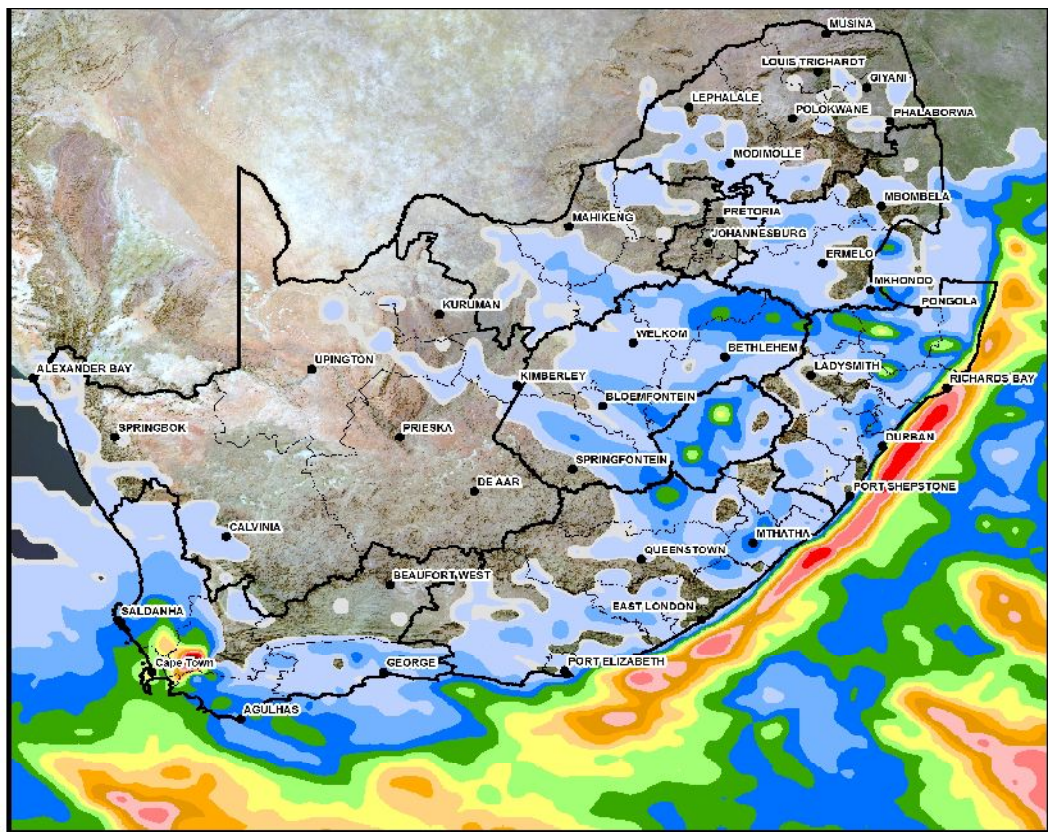 MUSINA
LOUIS TRICHARDT
GIYANI
LEPHALALE
POLOKWANE
PHALABORWA
MODIMOLLE
MBOMBELA
PRETORIA
MAHIKENG
JOHANNESBURG
ERMELO
MKHONDO
KURUMAN
PONGOLA
WELKOM
BETHLEHEM
UPINGTON
LADYSMITH
ALEXANDER BAY
KIMBERLEY
RICHARDS BAY
BLOEMFONTEIN
SPRINGBOK
PRIESKA
DURBAN
SPRINGFONTEIN
DE AAR
PORT SHEPSTONE
CALVINIA
MTHATHA
QUEENSTOWN
BEAUFORT WEST
EAST LONDON
SALDANHA
Cape Town
GEORGE
PORT ELIZABETH
AGULHAS